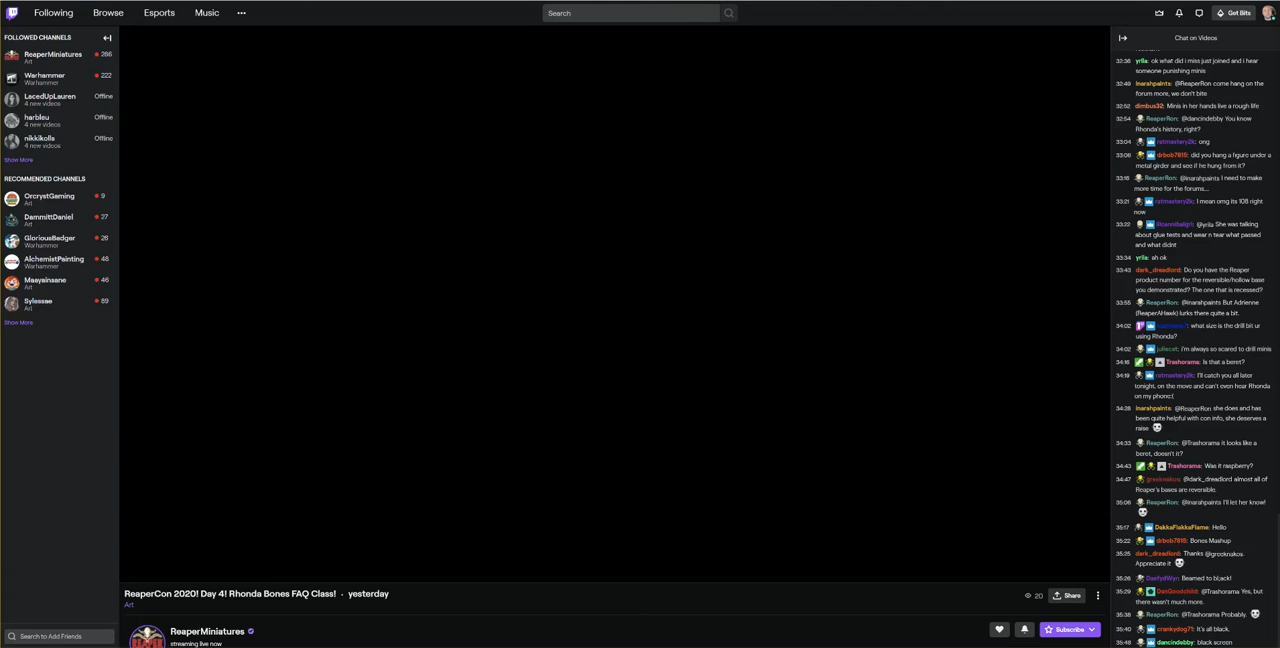 Following Browse Esports Music ••• Search Get Bits
FOLLOWED CHANNELS
ReaperMiniatures 286
Art
Warhammer 222
Warhammer
LacedUpLauren Offline
4 new videos
harbleu Offline
4 new videos
nikkikolla Offline
4 new videos
Show More
RECOMMENDED CHANNELS
OrcrystGaming 9
Art
DammittDaniel 27
Art
GloriousBadger 26
Warhammer
AlchemistPainting 48
Warhammer
Maayainsane 46
Art
Sylessae 89
Art
Show More
Search to Add Friends
ReaperCon 2020! Day 4! Rhonda Bones FAQ Class! · yesterday
Art
20 Share
ReaperMiniatures
streaming live now
Subscribe
Chat on Videos
32:36 yrlia: ok what did i miss just joined and i hear
someone punishing minis
32:49 inarahpaints: @ReaperRon come hang on the
forum more, we don't bite
32:52 dimbus32: Minis in her hands live a rough life
32:54 ReaperRon: @dancindebby You know
Rhonda's history, right?
33:04 ratmastery2k: ong
33:08 drbob7815: did you hang a figure under a
metal girder and see if he hung from it?
33:16 ReaperRon: @inarahpaints I need to make
more time for the forums...
33:21 ratmastery2k: I mean omg its 108 right
now
33:22 @yrlia She was talking
about glue tests and wear n tear what passed
and what didnt
33:34 yrlia: ah ok
33:43 dark_dreadlord: Do you have the Reaper
product number for the reversible/hollow base
you demonstrated? The one that is recessed?
33:55 ReaperRon: @inarahpaints But Adrienne
(ReaperAHawk) lurks there quite a bit.
34:02 what size is the drill bit ur
using Rhonda?
34:02 juliecat: i'm always so scared to drill minis
34:16 Trashorama: Is that a beret?
34:19 ratmastery2k: I'll catch you all later
tonight, on the move and can't even hear Rhonda
on my phone:(
34:28 inarahpaints: @ReaperRon she does and has
been quite helpful with con info, she deserves a
raise
34:33 ReaperRon: @Trashorama it looks like a
beret, doesn't it?
34:43 Trashorama: Was it raspberry?
34:47 greeknakos: @dark_dreadlord almost all of
Reaper's bases are reversible.
35:06 ReaperRon: @inarahpaints I'll let her know!
35:17 DakkaFlakkaFlame: Hello
35:22 drbob7815: Bones Mashup
35:25 dark_dreadlord: Thanks @greeknakos.
Appreciate it
35:26 DaefydWyn: Beamed to bl;ack!
35:29 DanGoodchild: @Trashorama Yes, but
there wasn't much more.
35:38 ReaperRon: @Trashorama Probably.
35:40 crankydog71: It's all black.
35:48 dancindebby: black screen